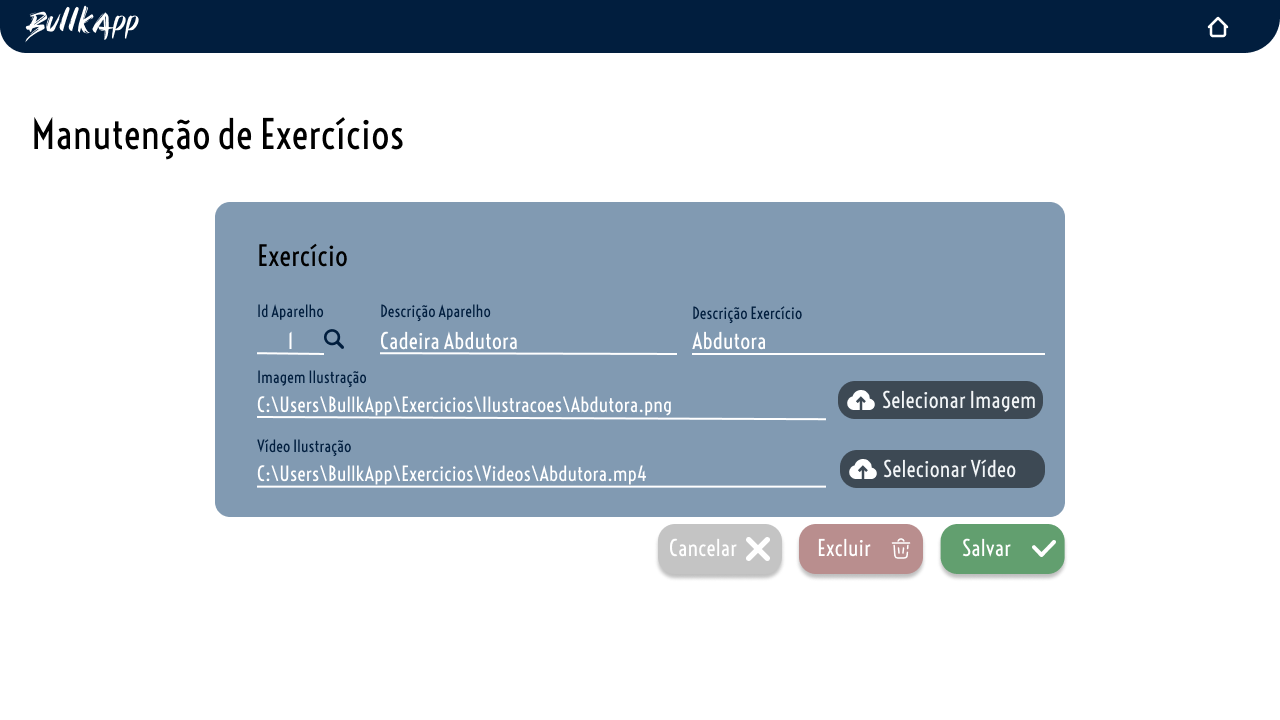 BullkApp
Manutenção de Exercícios
Exercício
Id Aparelho Descrição Aparelho Descrição Exercício
1 Cadeira Abdutora Abdutora
Imagem Ilustração
C:\Users\BullkApp\Exercicios\Ilustracoes\Abdutora.png Selecionar Imagem
Vídeo Ilustração
C:\Users\BullkApp\Exercicios\Videos\Abdutora.mp4 Selecionar Vídeo
Cancelar Excluir Salvar